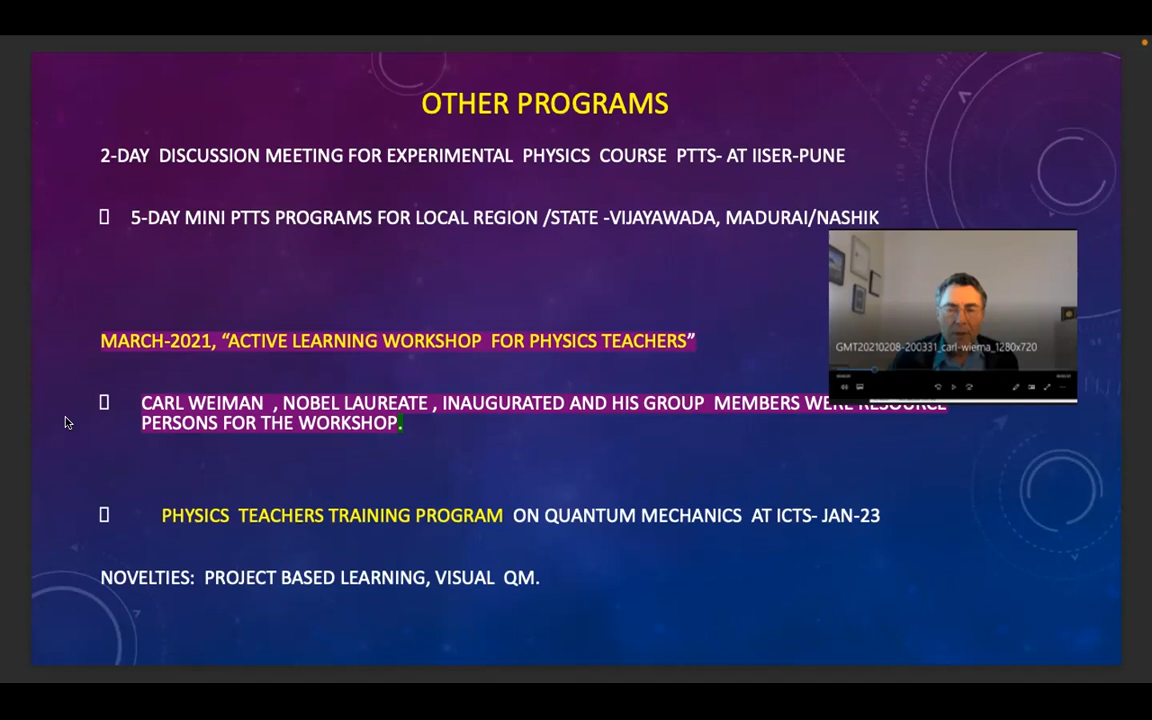 OTHER PROGRAMS
2-DAY DISCUSSION MEETING FOR EXPERIMENTAL PHYSICS COURSE PTTS- AT IISER-PUNE
5-DAY MINI PTTS PROGRAMS FOR LOCAL REGION /STATE -VIJAYAWADA, MADURAI/NASHIK
MARCH-2021, “ACTIVE LEARNING WORKSHOP FOR PHYSICS TEACHERS”
GMT20210208-200331_carl-wiema_1280x720
CARL WEIMAN , NOBEL LAUREATE , INAUGURATED AND HIS GROUP MEMBERS WERE RESOURCE
PERSONS FOR THE WORKSHOP.
PHYSICS TEACHERS TRAINING PROGRAM ON QUANTUM MECHANICS AT ICTS- JAN-23
NOVELTIES: PROJECT BASED LEARNING, VISUAL QM.